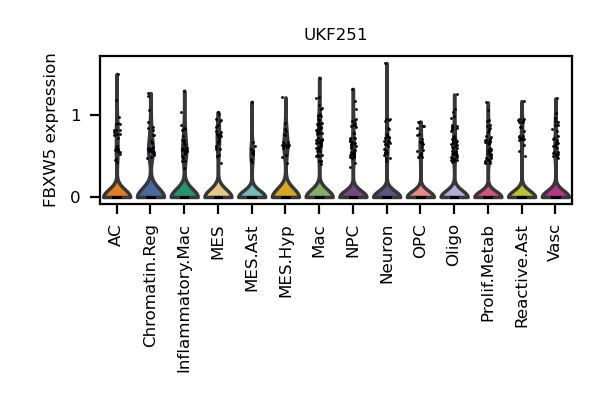 UKF251
FBXW5 expression
1
0
AC
Chromatin.Reg
Inflammatory.Mac
MES
MES.Ast
MES.Hyp
Mac
NPC
Neuron
OPC
Oligo
Prolif.Metab
Reactive.Ast
Vasc